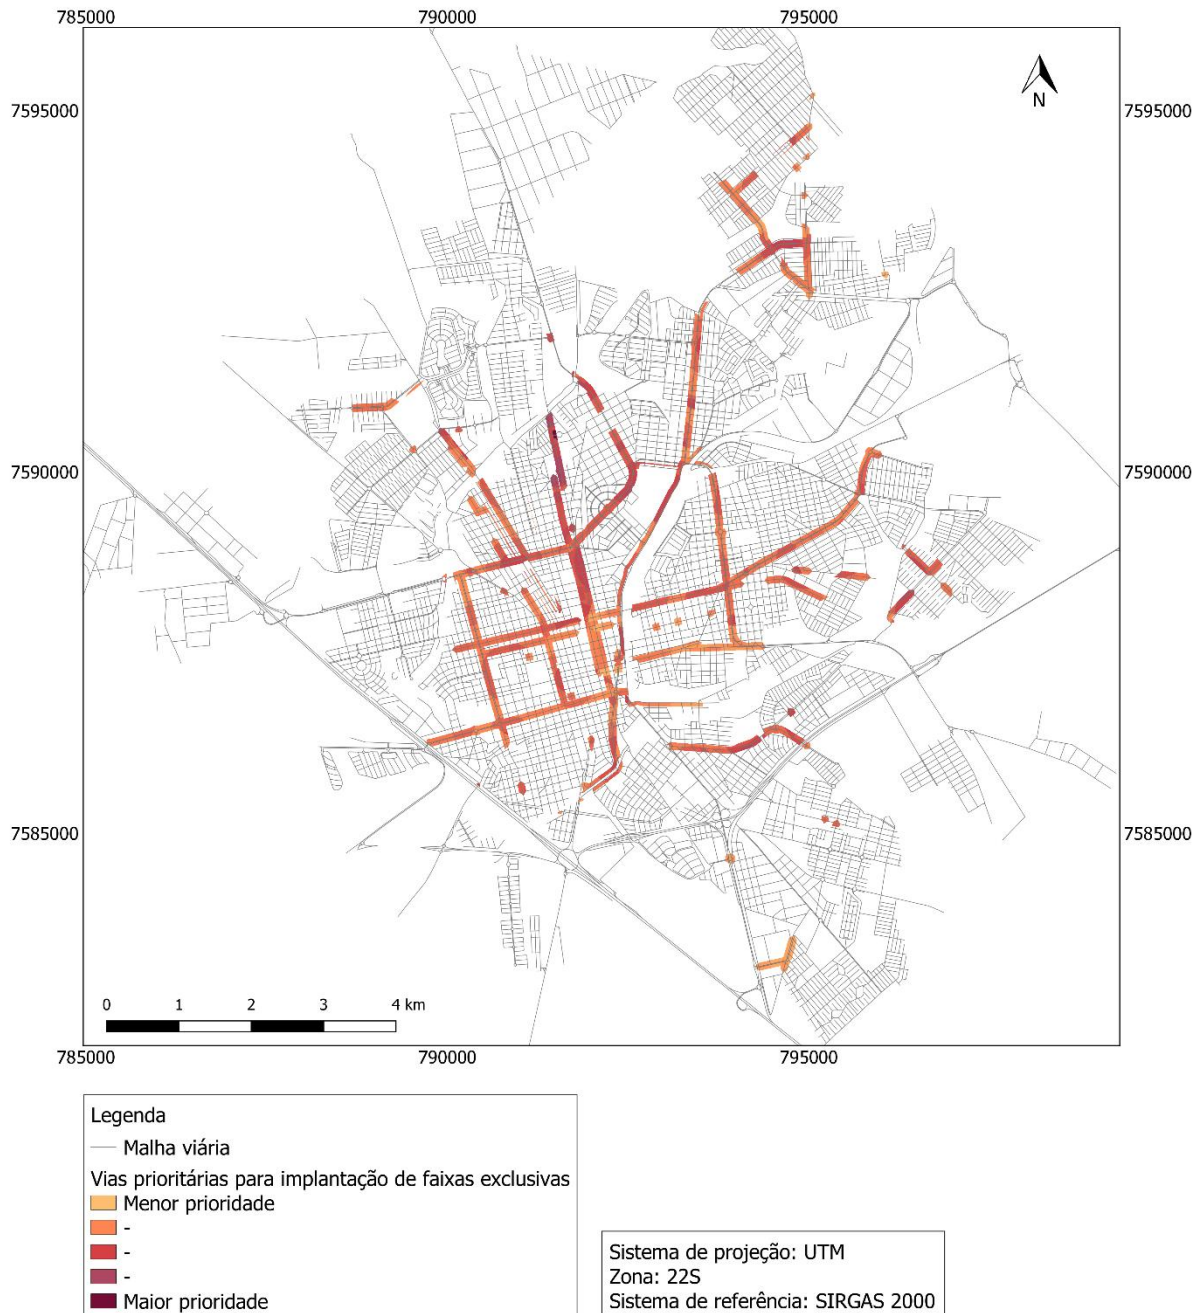 785000 790000 795000
N
7595000 7595000
7590000 7590000
7585000 7585000
0 1 2 3 4 km
785000 790000 795000
Legenda
Malha viária
Vias prioritárias para implantação de faixas exclusivas
Menor prioridade
-
-
-
Maior prioridade
Sistema de projeção: UTM
Zona: 22S
Sistema de referência: SIRGAS 2000